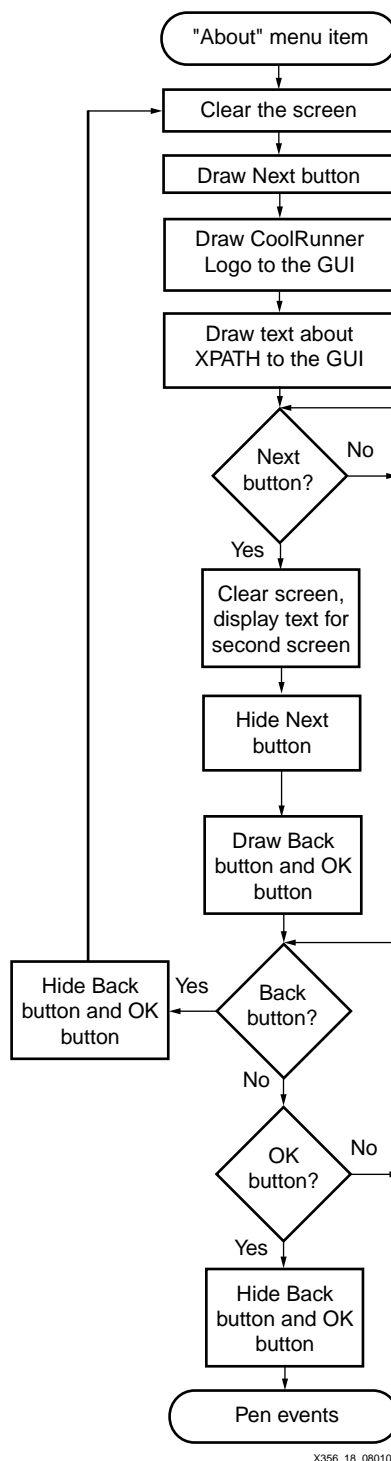 "About" menu item
Clear the screen
Draw Next button
Draw CoolRunner
Logo to the GUI
Draw text about
XPATH to the GUI
Next
button?
No
Yes
Clear screen,
display text for
second screen
Hide Next
button
Draw Back
button and OK
button
Back
button?
Yes
Hide Back
button and OK
button
No
OK
button?
No
Yes
Hide Back
button and OK
button
Pen events
X356_18_08010